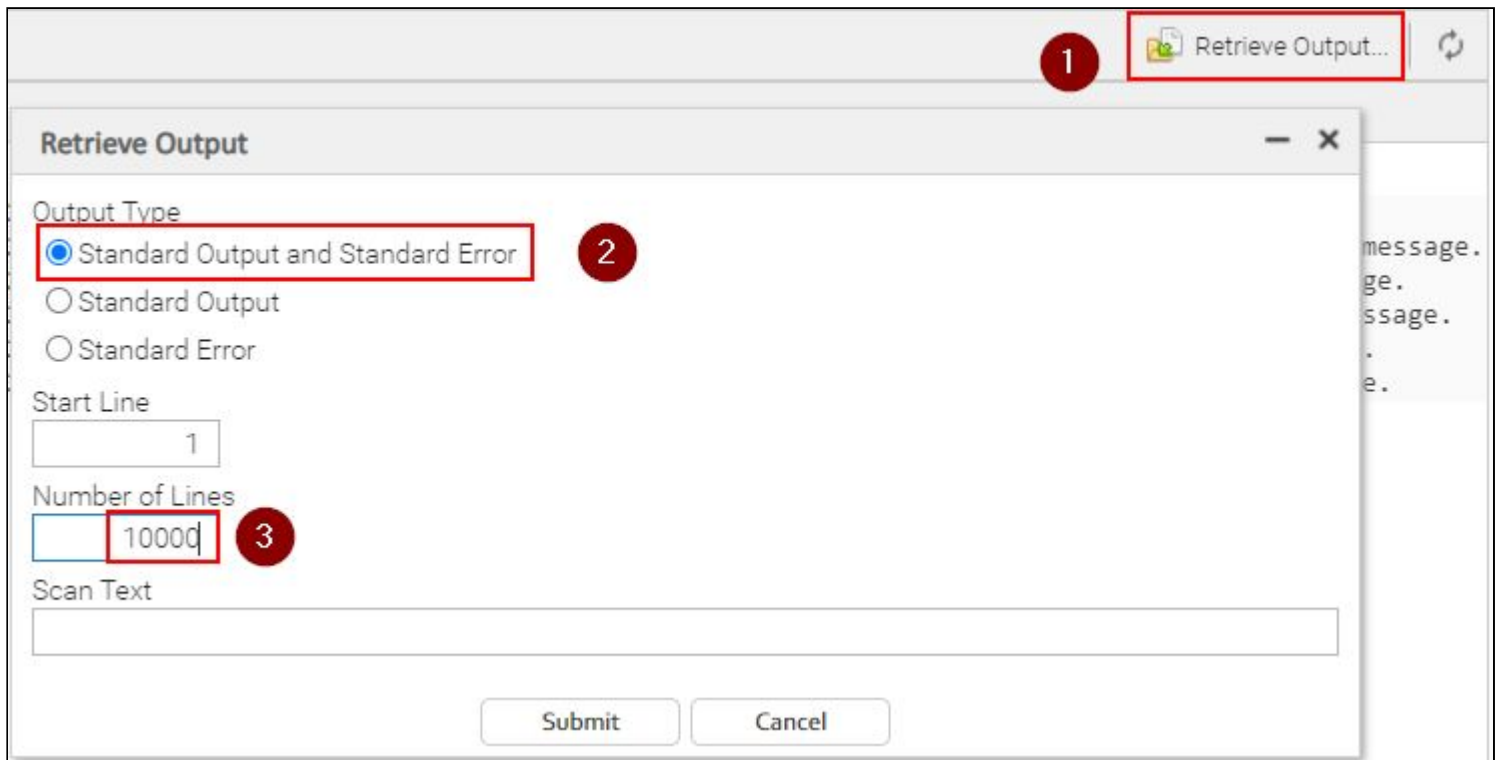 1
Retrieve Output...
Retrieve Output
Output Type
Standard Output and Standard Error
2
message.
Standard Output
ge.
ssage.
Standard Error
.
Start Line
e.
1
Number of Lines
10000
3
Scan Text
Submit
Cancel